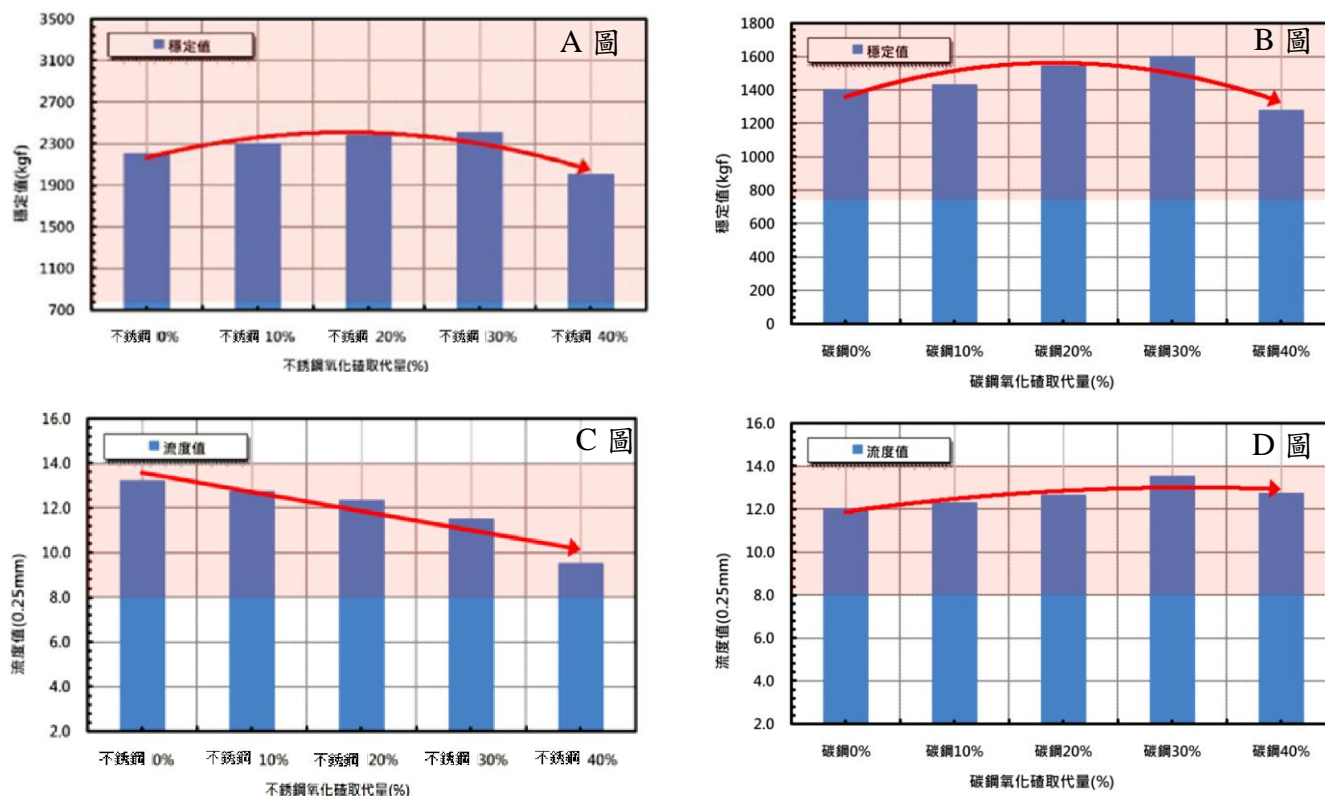 A 圖
穩定值
3500
3100
2700
2300
1900
1500
1100
700
穩定值(kgf)
不銹鋼 0% 不銹鋼 10% 不銹鋼 20% 不銹鋼 30% 不銹鋼 40%
不銹鋼氧化碴取代量(%)
B 圖
穩定值
1800
1600
1400
1200
1000
800
600
400
200
0
穩定值(kgf)
碳鋼0% 碳鋼10% 碳鋼20% 碳鋼30% 碳鋼40%
碳鋼氧化碴取代量(%)
C 圖
流度值
16.0
14.0
12.0
10.0
8.0
6.0
4.0
2.0
流度值(0.25mm)
不銹鋼 0% 不銹鋼 10% 不銹鋼 20% 不銹鋼 30% 不銹鋼 40%
不銹鋼氧化碴取代量(%)
D 圖
流度值
16.0
14.0
12.0
10.0
8.0
6.0
4.0
2.0
流度值(0.25mm)
碳鋼0% 碳鋼10% 碳鋼20% 碳鋼30% 碳鋼40%
碳鋼氧化碴取代量(%)